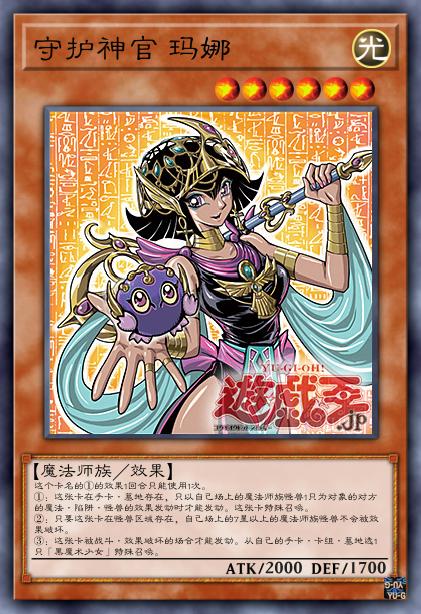 守护神官 玛娜
光
YU-GI-OH!
遊戯王
.jp
【魔法师族／效果】
这个卡名的①的效果1回合只能使用1次。
①：这张卡在手卡·墓地存在，只以自己场上的魔法师族怪兽1只为对象的对方
的魔法·陷阱·怪兽的效果发动时才能发动。这张卡特殊召唤。
②：只要这张卡在怪兽区域存在，自己场上的7星以上的魔法师族怪兽不会被效
果破坏。
③：这张卡被战斗·效果破坏的场合才能发动。从自己的手卡·卡组·墓地选1
只「黑魔术少女」特殊召唤。
ATK/2000 DEF/1700